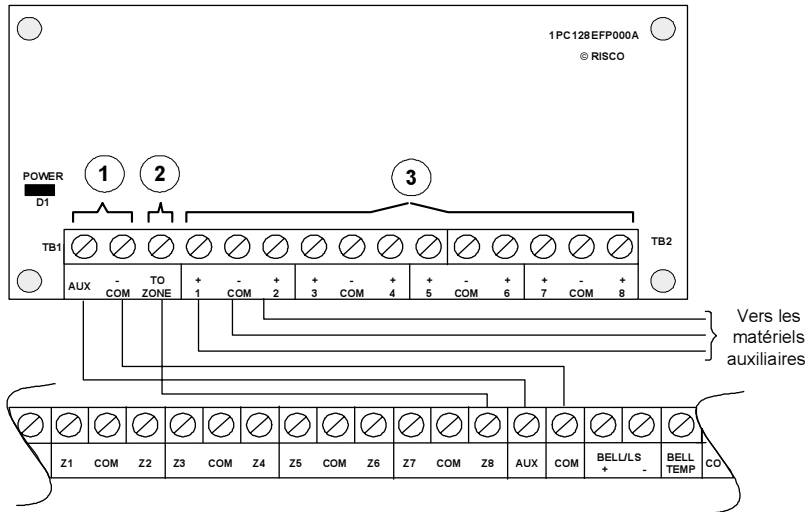 1PC128EFP000A
© RISCO
POWER
D1
1
2
3
TB1
TB2
AUX
- COM
TO ZONE
+ 1
- COM
+ 2
+ 3
- COM
+ 4
+ 5
- COM
+ 6
+ 7
COM
+ 8
Vers les
matériels
auxiliaires
Z1 COM Z2 Z3 COM Z4 Z5 COM Z6 Z7 COM Z8 AUX COM BELL/LS + - BELL TEMP CO